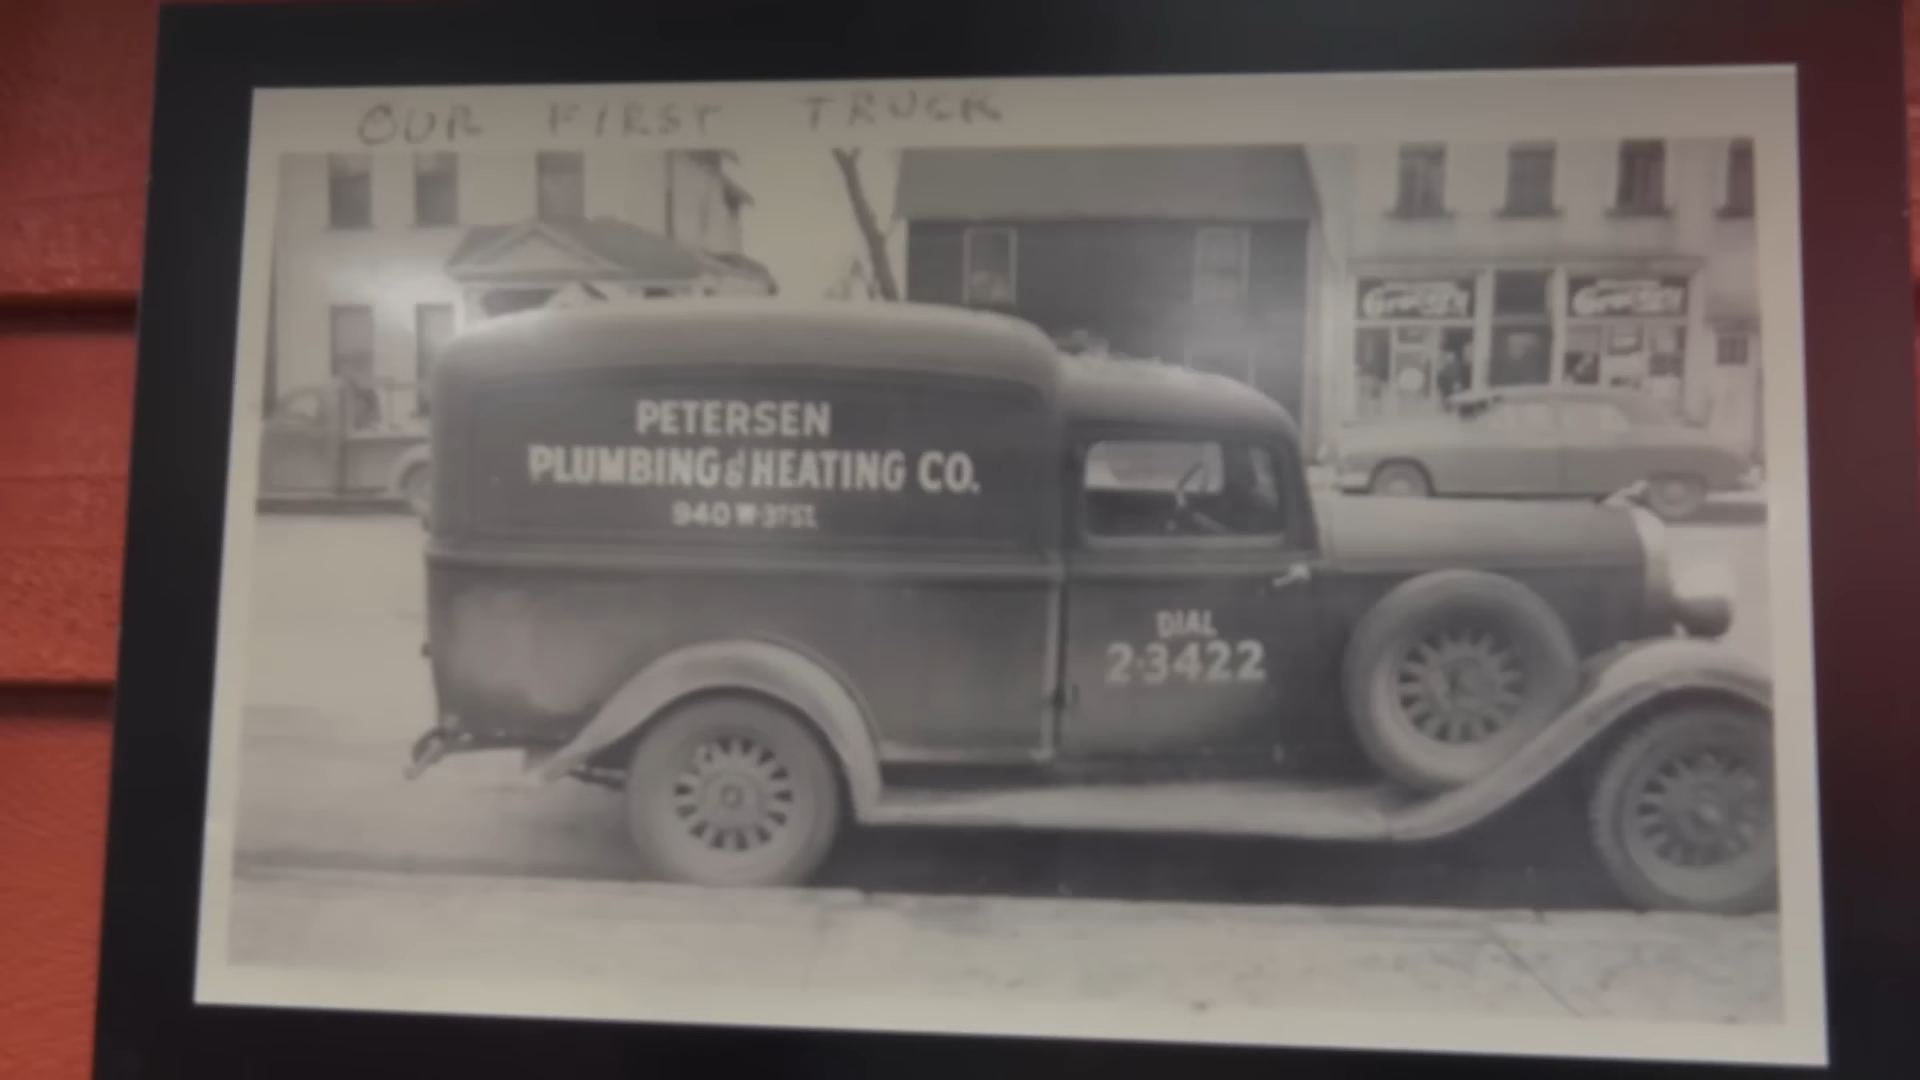 OUR FIRST TRUCK
PETERSEN
PLUMBING & HEATING CO.
940 W. 3RD ST.
DIAL
2-3422